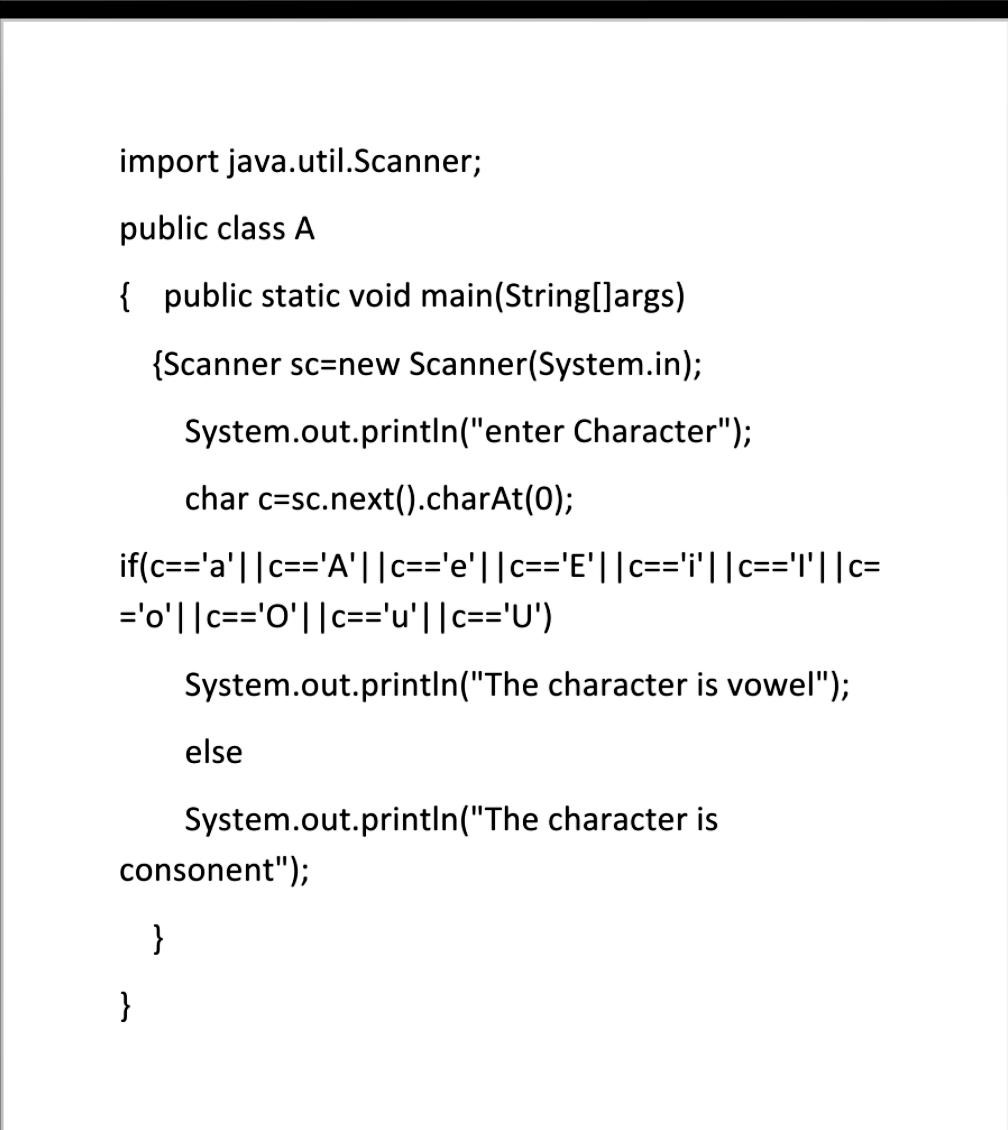 import java.util.Scanner;
public class A
{   public static void main(String[]args)
{Scanner sc=new Scanner(System.in);
System.out.println("enter Character");
char c=sc.next().charAt(0);
if(c=='a'||c=='A'||c=='e'||c=='E'||c=='i'||c=='I'||c=
='o'||c=='O'||c=='u'||c=='U')
System.out.println("The character is vowel");
else
System.out.println("The character is
consonent");
}
}